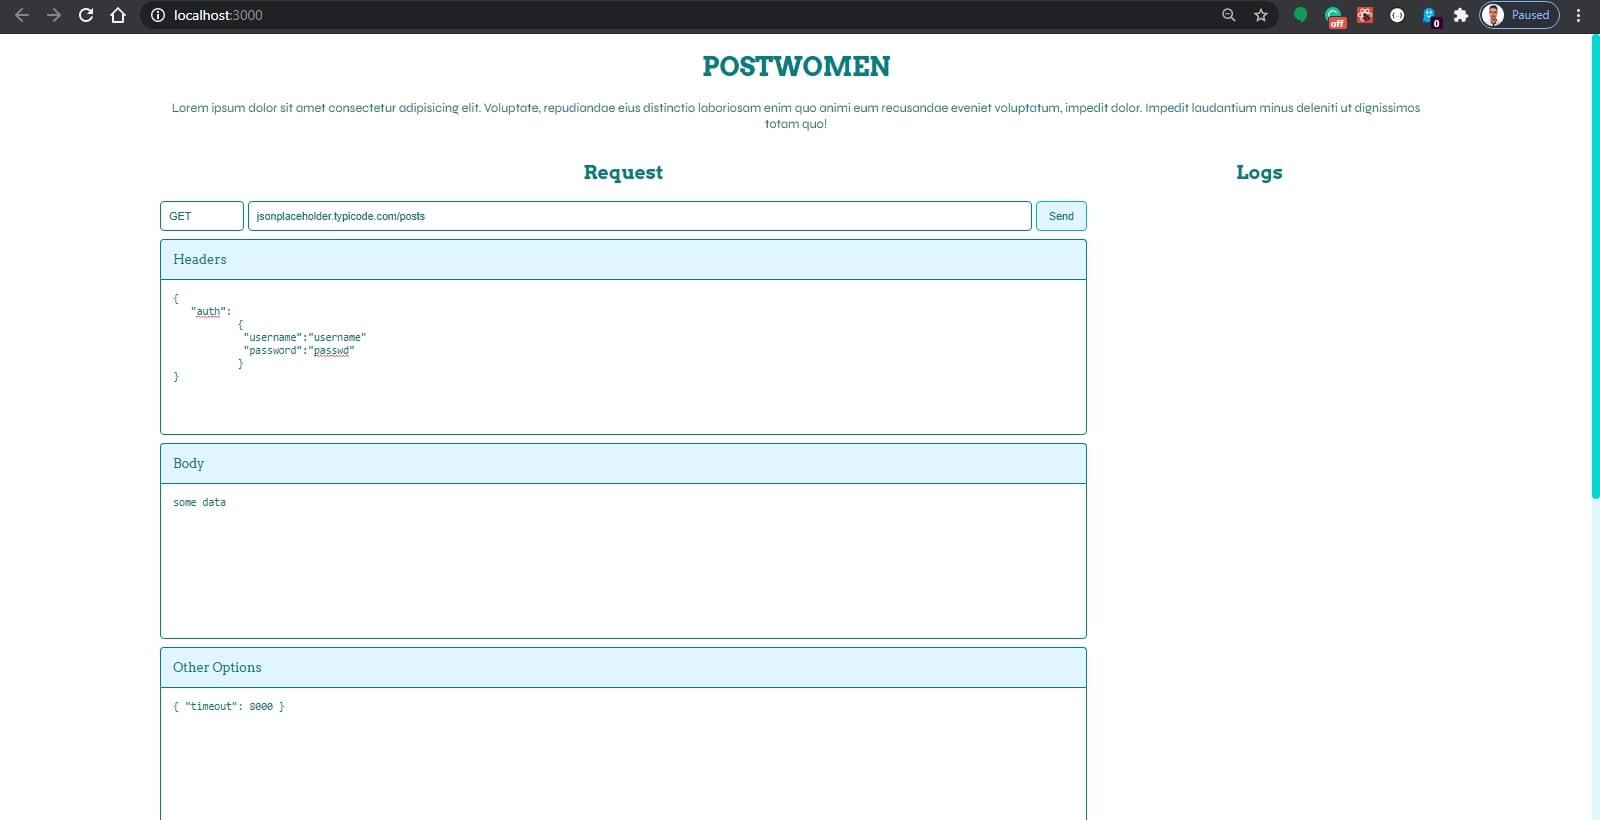 localhost:3000
off
0
Paused
POSTWOMEN
Lorem ipsum dolor sit amet consectetur adipisicing elit. Voluptate, repudiandae eius distinctio laboriosam enim quo animi eum recusandae eveniet voluptatum, impedit dolor. Impedit laudantium minus deleniti ut dignissimos
totam quo!
Request
Logs
GET
jsonplaceholder.typicode.com/posts
Send
Headers
{
"auth":
{
"username":"username"
"password":"passwd"
}
}
Body
some data
Other Options
{ "timeout": 8000 }